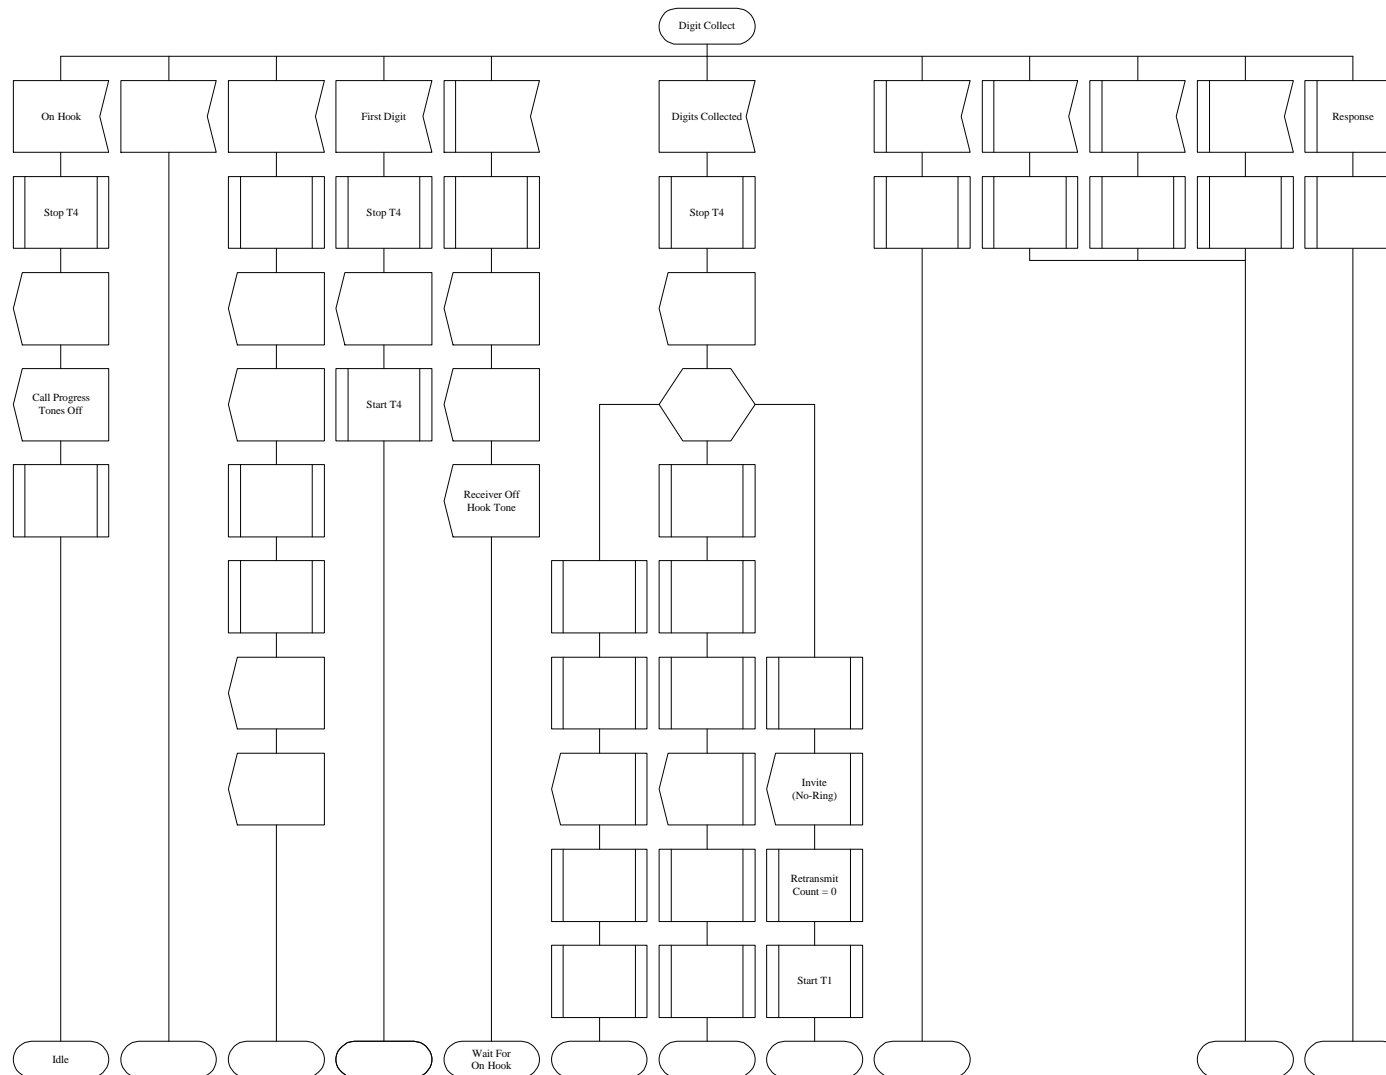 Digit Collect
On Hook
First Digit
Digits Collected
Response
Stop T4
Stop T4
Stop T4
Call Progress
Tones Off
Start T4
Receiver Off
Hook Tone
Invite
(No-Ring)
Retransmit
Count = 0
Start T1
Idle
Wait For
On Hook